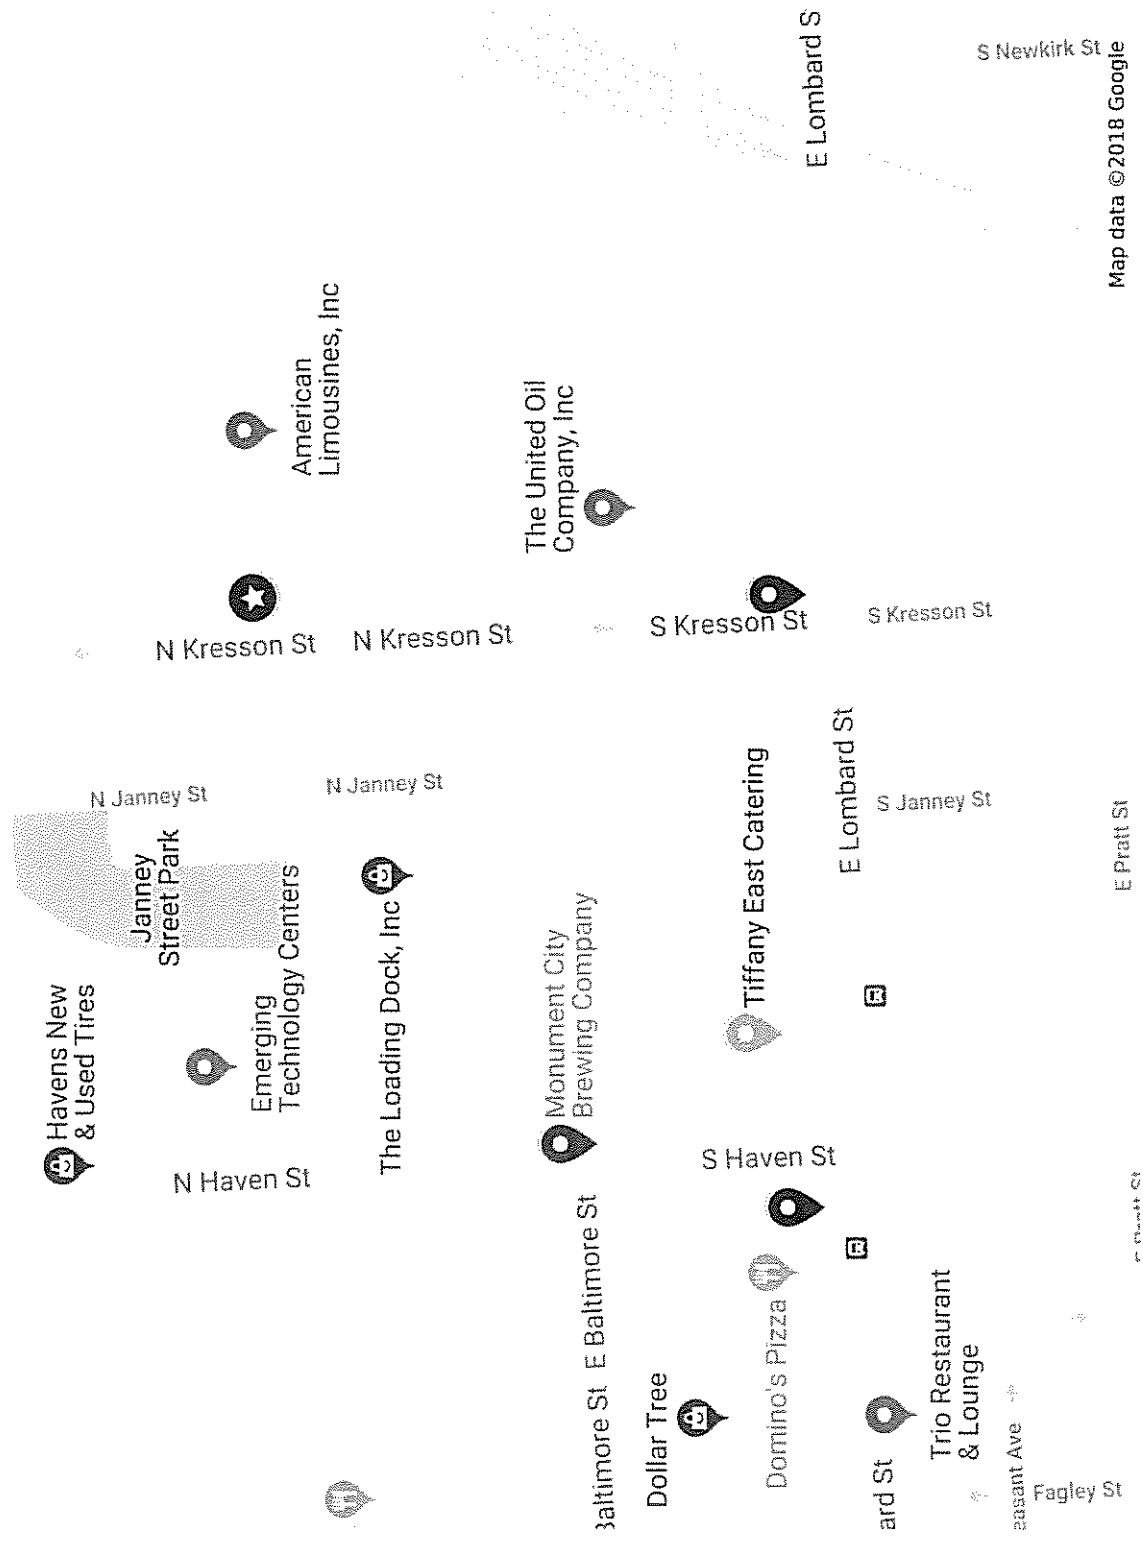 E Lombard S
S Newkirk St
Map data ©2018 Google
American
Limousines, Inc
The United Oil
Company, Inc
N Kresson St
N Kresson St
S Kresson St
S Kresson St
N Janney St
N Janney St
E Lombard St
S Janney St
E Pratt St
Janney
Street Park
Tiffany East Catering
Havens New
& Used Tires
Emerging
Technology Centers
The Loading Dock, Inc
Monument City
Brewing Company
N Haven St
S Haven St
E Baltimore St
altimore St
Dollar Tree
Domino's Pizza
Trio Restaurant
& Lounge
ard St
easant Ave
Fagley St